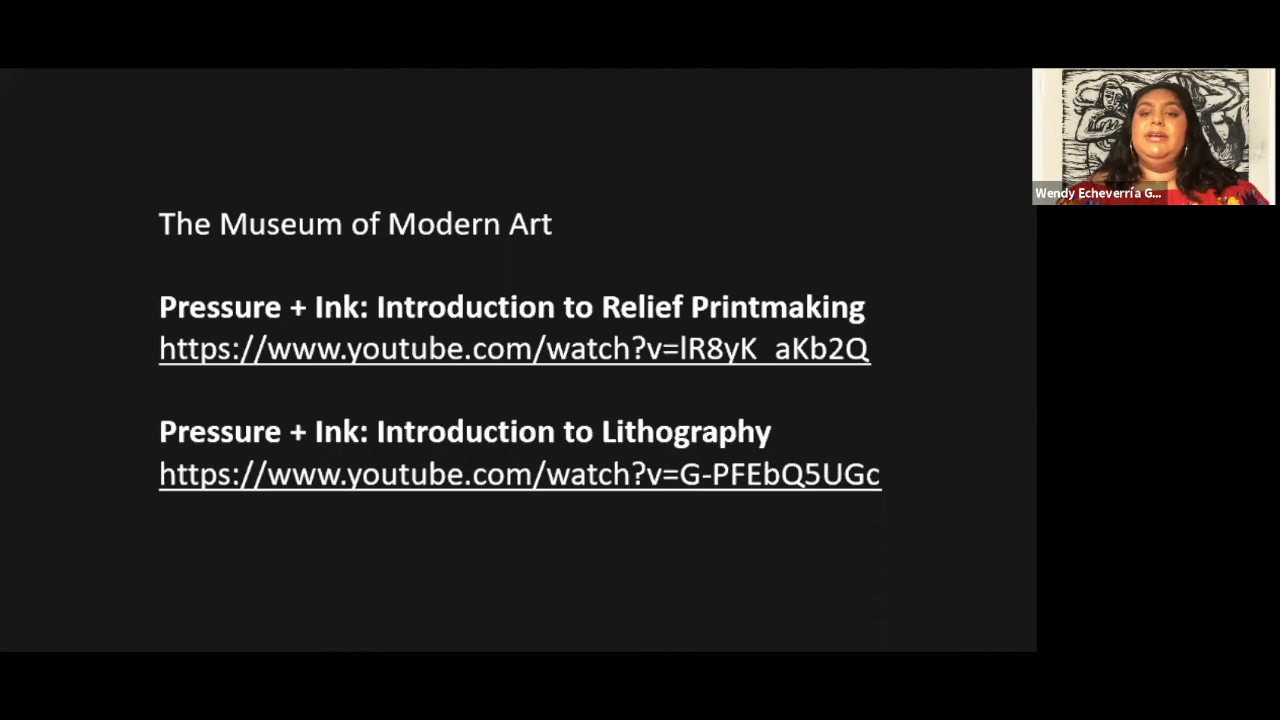 The Museum of Modern Art
Pressure + Ink: Introduction to Relief Printmaking
https://www.youtube.com/watch?v=lR8yK_aKb2Q
Pressure + Ink: Introduction to Lithography
https://www.youtube.com/watch?v=G-PFEbQ5UGc
Wendy Echeverría G...